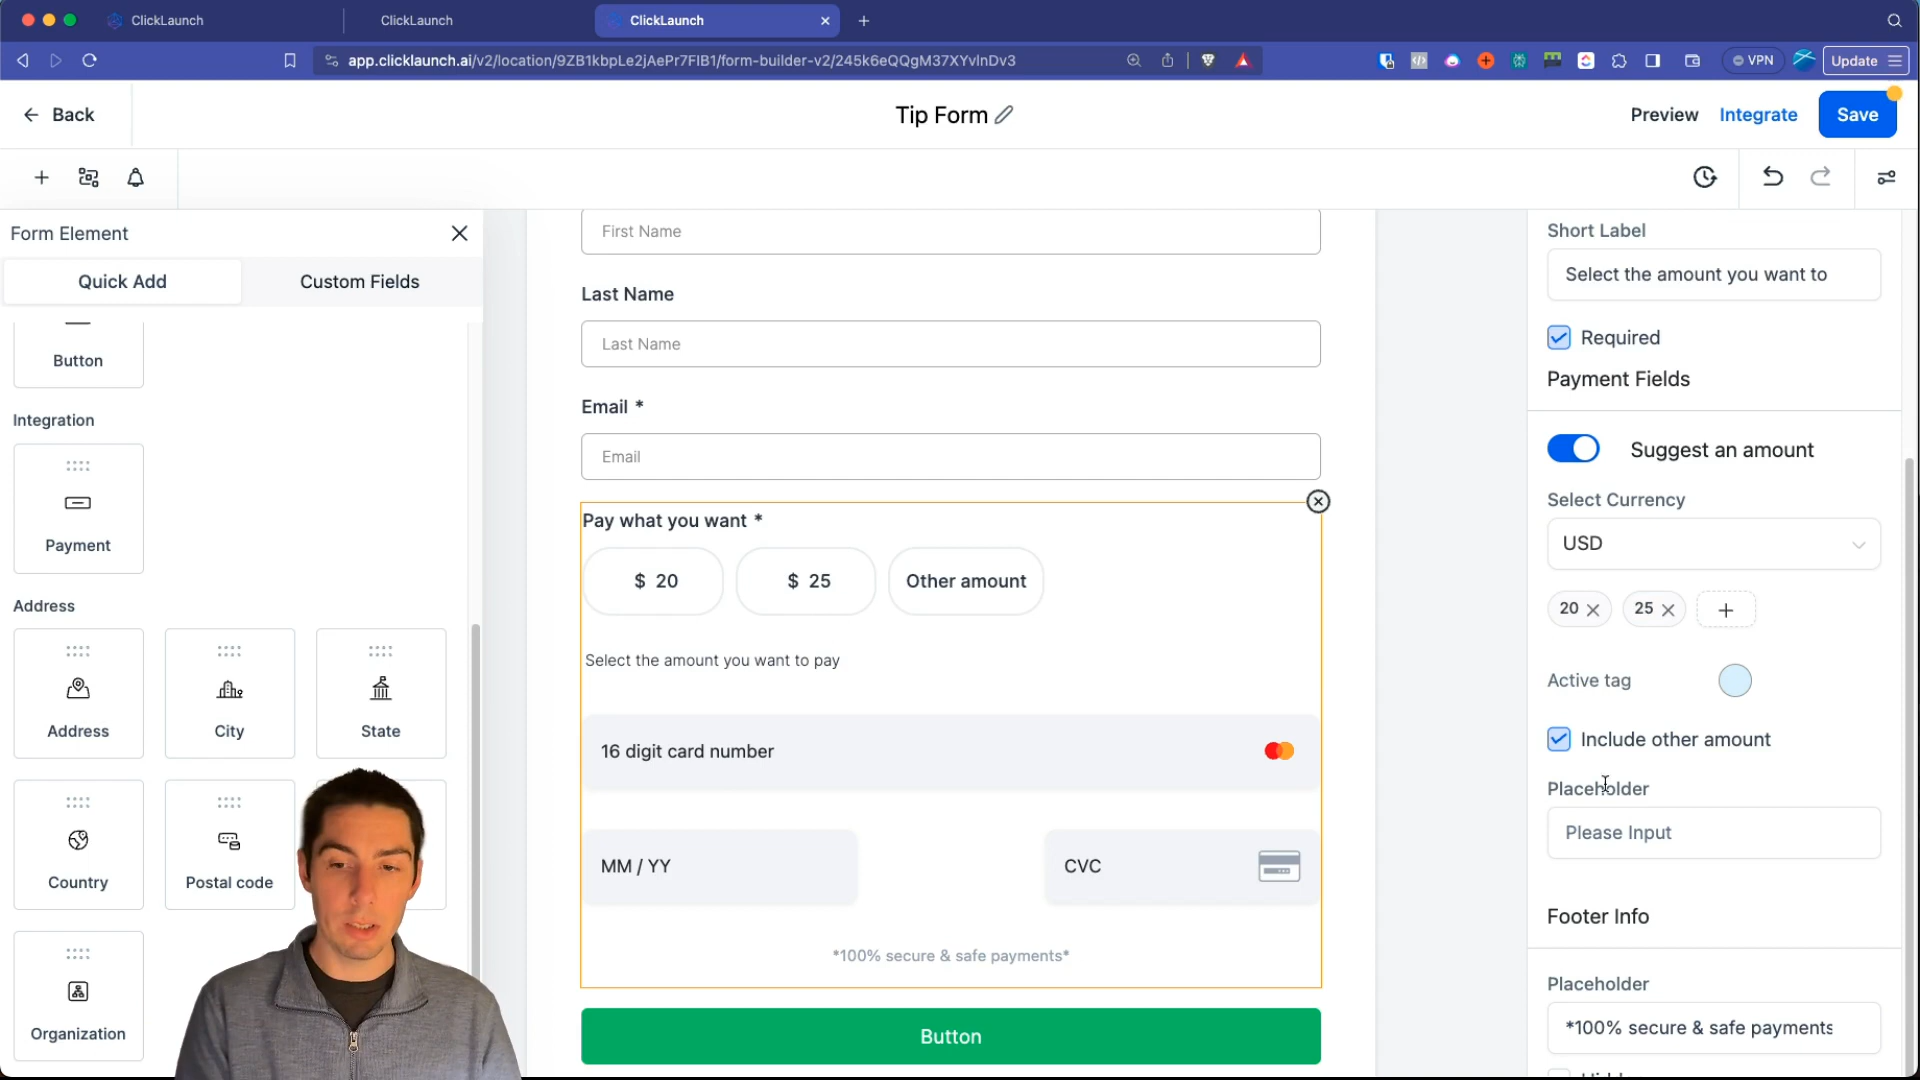 ClickLaunch
ClickLaunch
ClickLaunch
app.clicklaunch.ai/v2/location/9ZB1kbpLe2jAePr7FIB1/form-builder-v2/245k6eQQgM37XYvlnDv3
VPN
Update
Back
Tip Form
Preview
Integrate
Save
Form Element
Quick Add
Custom Fields
Button
Integration
Payment
Address
Address
City
State
Country
Postal code
Organization
First Name
Last Name
Last Name
Email *
Email
Pay what you want *
$ 20
$ 25
Other amount
Select the amount you want to pay
16 digit card number
MM / YY
CVC
*100% secure & safe payments*
Button
Short Label
Select the amount you want to
Required
Payment Fields
Suggest an amount
Select Currency
USD
20
25
Active tag
Include other amount
Placeholder
Please Input
Footer Info
Placeholder
*100% secure & safe payments